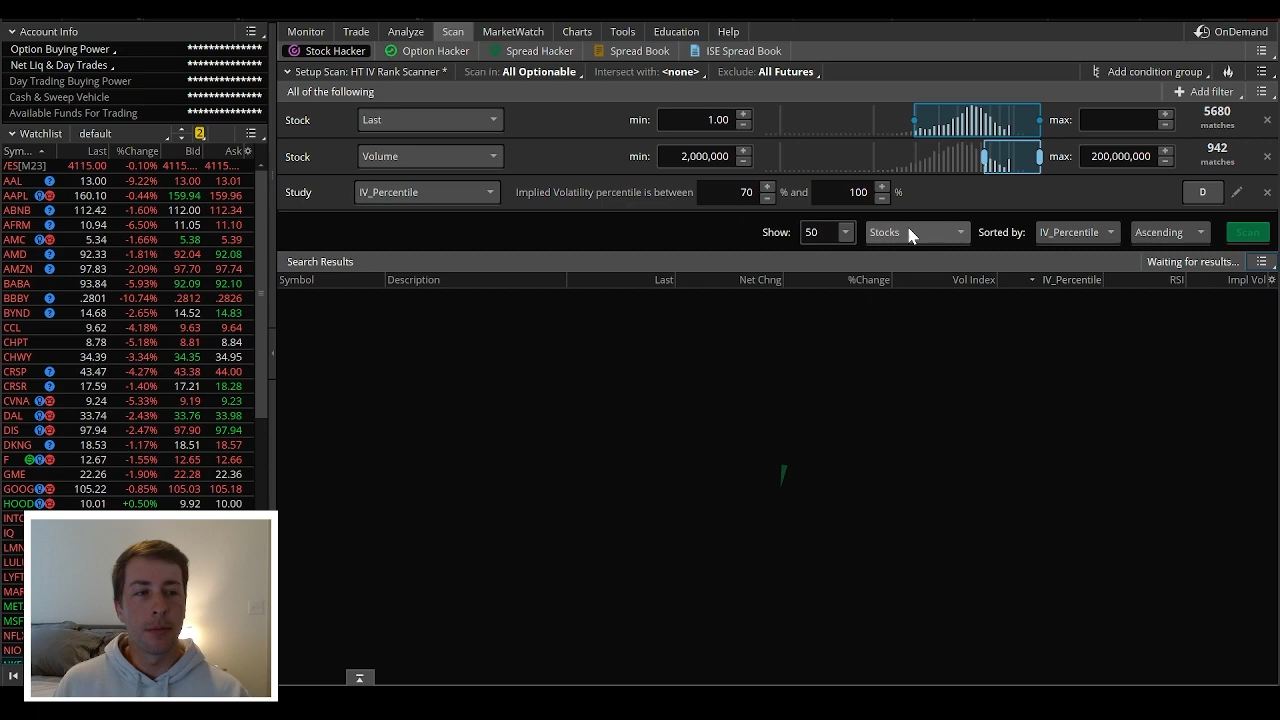 Account Info
Option Buying Power **************
Net Liq & Day Trades **************
Day Trading Buying Power **************
Cash & Sweep Vehicle **************
Available Funds For Trading **************
Watchlist default 2
Sym... Last %Change Bid Ask
/ES[M23] 4115.00 -0.10% 4115.... 4115....
AAL 13.00 -9.22% 13.00 13.01
AAPL 160.10 -0.44% 159.94 159.96
ABNB 112.42 -1.60% 112.00 112.34
AFRM 10.94 -6.50% 11.05 11.10
AMC 5.34 -1.66% 5.38 5.39
AMD 92.33 -1.81% 92.04 92.08
AMZN 97.83 -2.09% 97.70 97.74
BABA 93.84 -5.93% 92.09 92.10
BBBY .2801 -10.74% .2812 .2826
BYND 14.68 -2.65% 14.52 14.83
CCL 9.62 -4.18% 9.63 9.64
CHPT 8.78 -5.18% 8.81 8.84
CHWY 34.39 -3.34% 34.35 34.95
CRSP 43.47 -4.27% 43.38 44.00
CRSR 17.59 -1.40% 17.21 18.28
CVNA 9.24 -5.33% 9.19 9.23
DAL 33.74 -2.43% 33.76 33.98
DIS 97.94 -2.47% 97.90 97.94
DKNG 18.53 -1.17% 18.51 18.57
F 12.67 -1.55% 12.65 12.66
GME 22.26 -1.90% 22.28 22.36
GOOG 105.22 -0.85% 105.03 105.18
HOOD 10.01 +0.50% 9.92 10.00
INTC
IQ
LMN
LULU
LYFT
MAR
META
MSF
NFL
NIO
Monitor Trade Analyze Scan MarketWatch Charts Tools Education Help OnDemand
Stock Hacker Option Hacker Spread Hacker Spread Book ISE Spread Book
Setup Scan: HT IV Rank Scanner * Scan in: All Optionable Intersect with: <none> Exclude: All Futures Add condition group
All of the following Add filter
Stock Last min: 1.00 max: 5680 matches
Stock Volume min: 2,000,000 max: 200,000,000 942 matches
Study IV_Percentile Implied Volatility percentile is between 70 % and 100 % D
Show: 50 Stocks Sorted by: IV_Percentile Ascending Scan
Search Results Waiting for results...
Symbol Description Last Net Chng %Change Vol Index IV_Percentile RSI Impl Vol